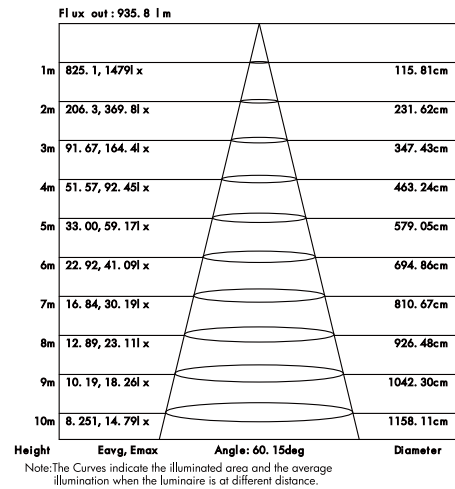 Flux out:935.8 lm
1m 825.1,1479lx 115.81cm
2m 206.3,369.8lx 231.62cm
3m 91.67,164.4lx 347.43cm
4m 51.57,92.45lx 463.24cm
5m 33.00,59.17lx 579.05cm
6m 22.92,41.09lx 694.86cm
7m 16.84,30.19lx 810.67cm
8m 12.89,23.11lx 926.48cm
9m 10.19,18.26lx 1042.30cm
10m 8.251,14.79lx 1158.11cm
Height Eavg,Emax Angle:60.15deg Diameter
Note:The Curves indicate the illuminated area and the average
illumination when the luminaire is at different distance.